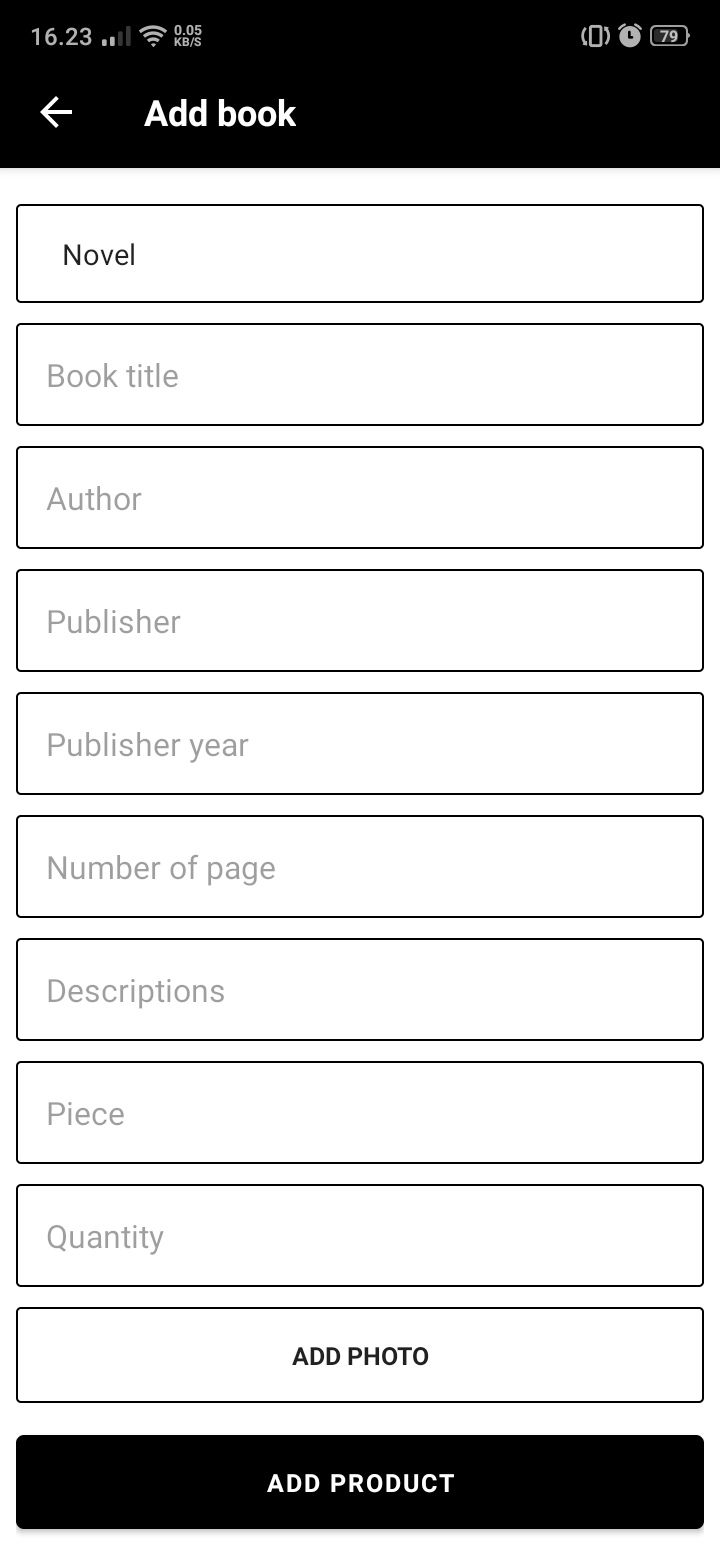 16.23 0.05 KB/S 79
Add book
Novel
Book title
Author
Publisher
Publisher year
Number of page
Descriptions
Piece
Quantity
ADD PHOTO
ADD PRODUCT